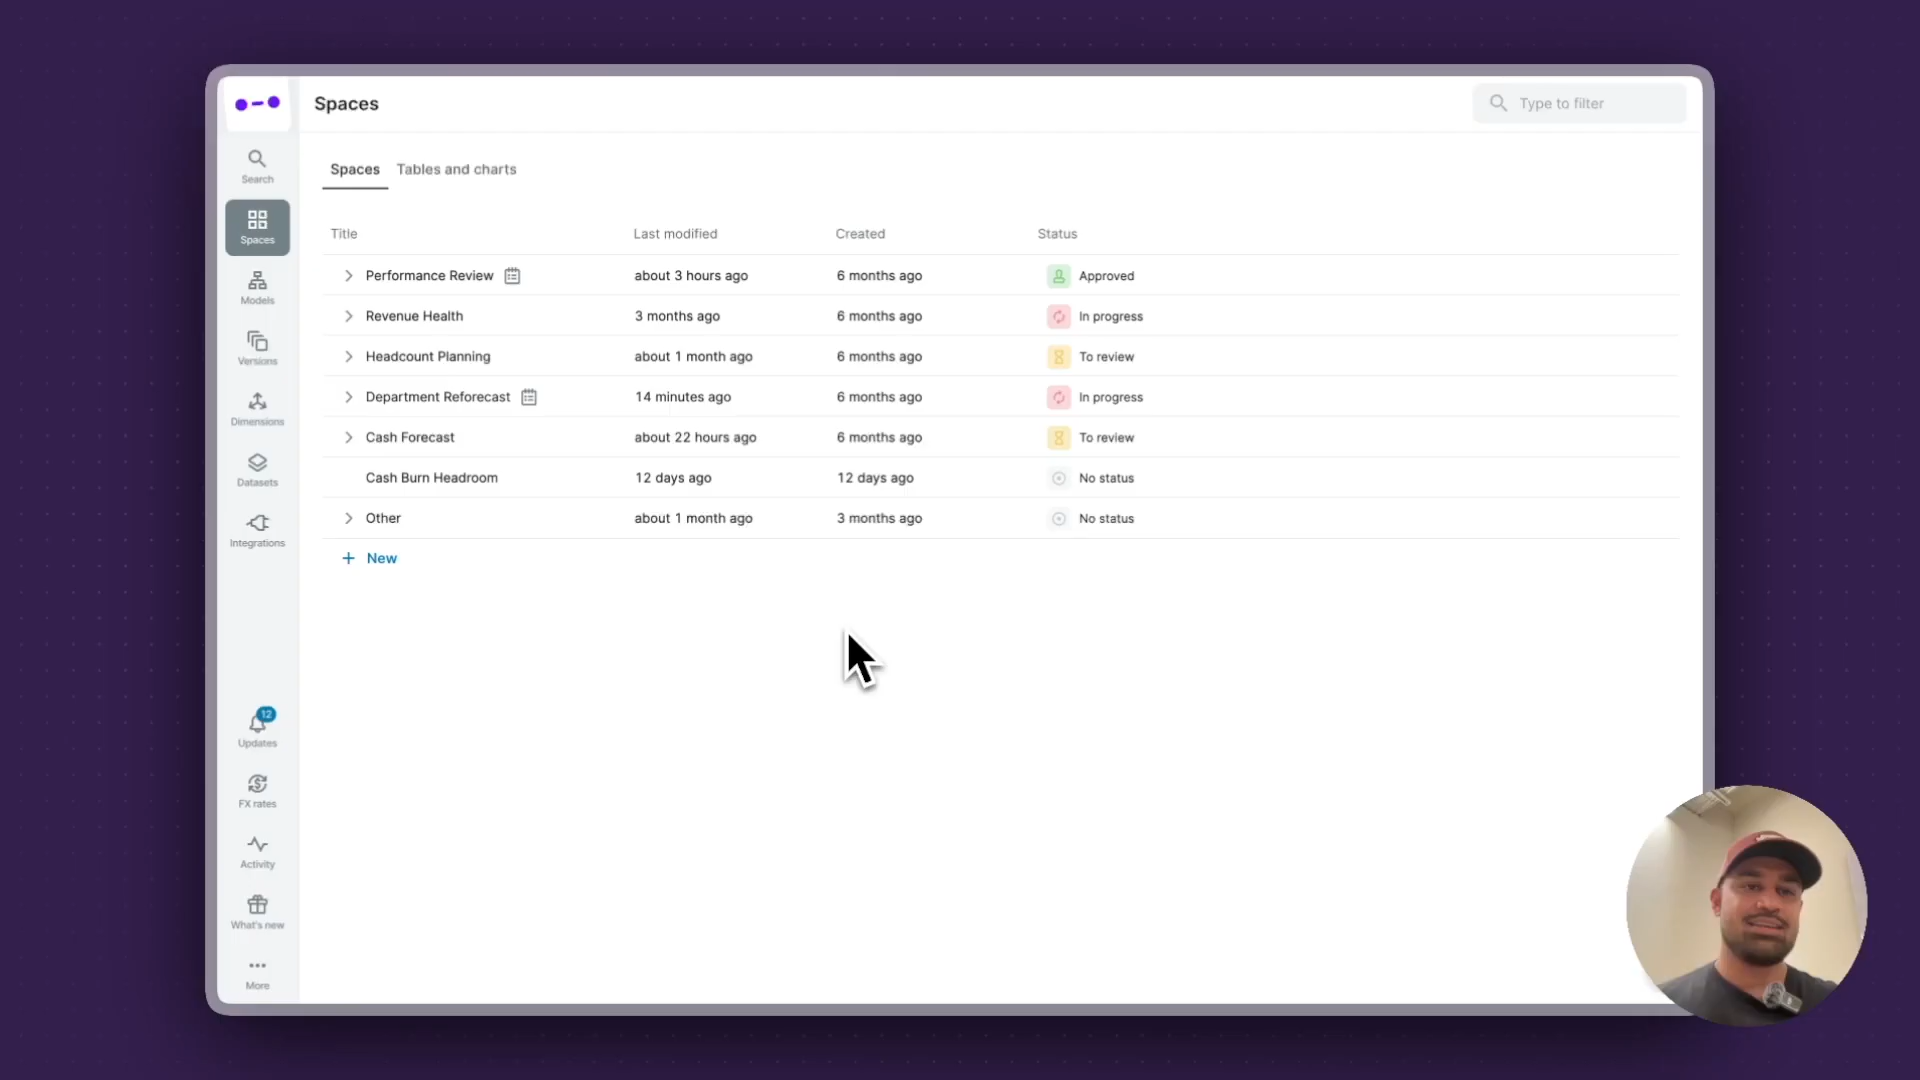 Spaces
Type to filter
Search
Spaces
Models
Versions
Dimensions
Datasets
Integrations
Updates
12
FX rates
Activity
What's new
More
Spaces Tables and charts
Title Last modified Created Status
Performance Review about 3 hours ago 6 months ago Approved
Revenue Health 3 months ago 6 months ago In progress
Headcount Planning about 1 month ago 6 months ago To review
Department Reforecast 14 minutes ago 6 months ago In progress
Cash Forecast about 22 hours ago 6 months ago To review
Cash Burn Headroom 12 days ago 12 days ago No status
Other about 1 month ago 3 months ago No status
+ New